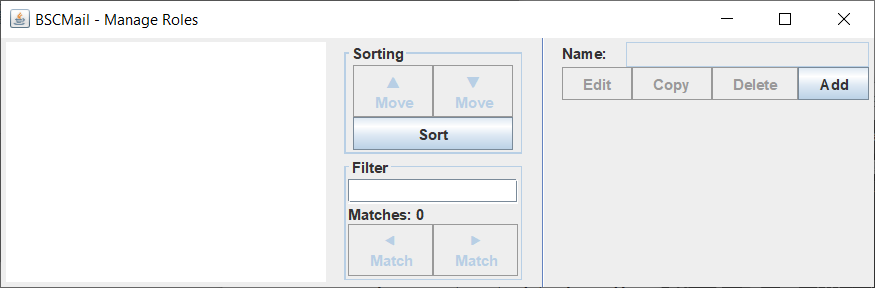 BSCMail - Manage Roles
Sorting
Move Move
Sort
Filter
Matches: 0
Match Match
Name:
Edit Copy Delete Add